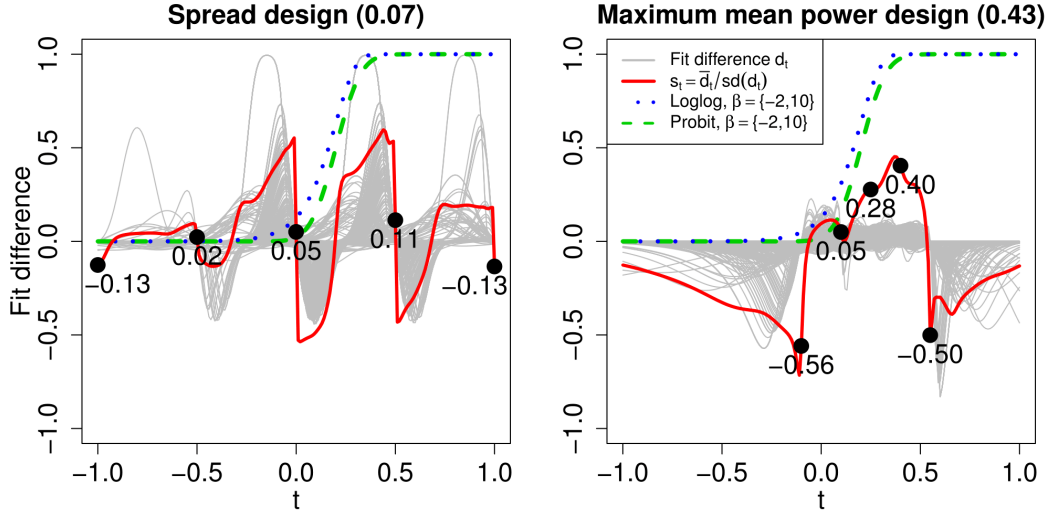 Spread design (0.07)
Fit difference
1.0
0.5
0.0
−0.5
−1.0
−0.13
0.02
0.05
0.11
−0.13
−1.0 −0.5 0.0 0.5 1.0
t
Maximum mean power design (0.43)
Fit difference dt
st = d̅t/sd(dt)
Loglog, β = {−2,10}
Probit, β = {−2,10}
1.0
0.5
0.0
−0.5
−1.0
0.40
0.28
0.05
−0.56
−0.50
−1.0 −0.5 0.0 0.5 1.0
t